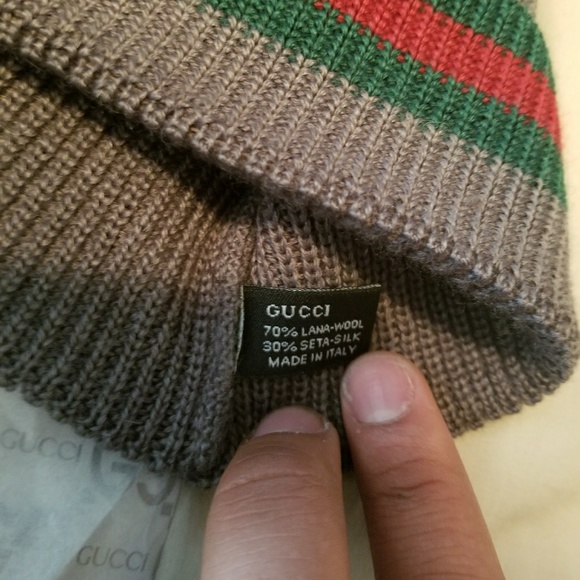 GUCCI
70% LANA-WOOL
30% SETA-SILK
MADE IN ITALY
GUCCI
GUCCI